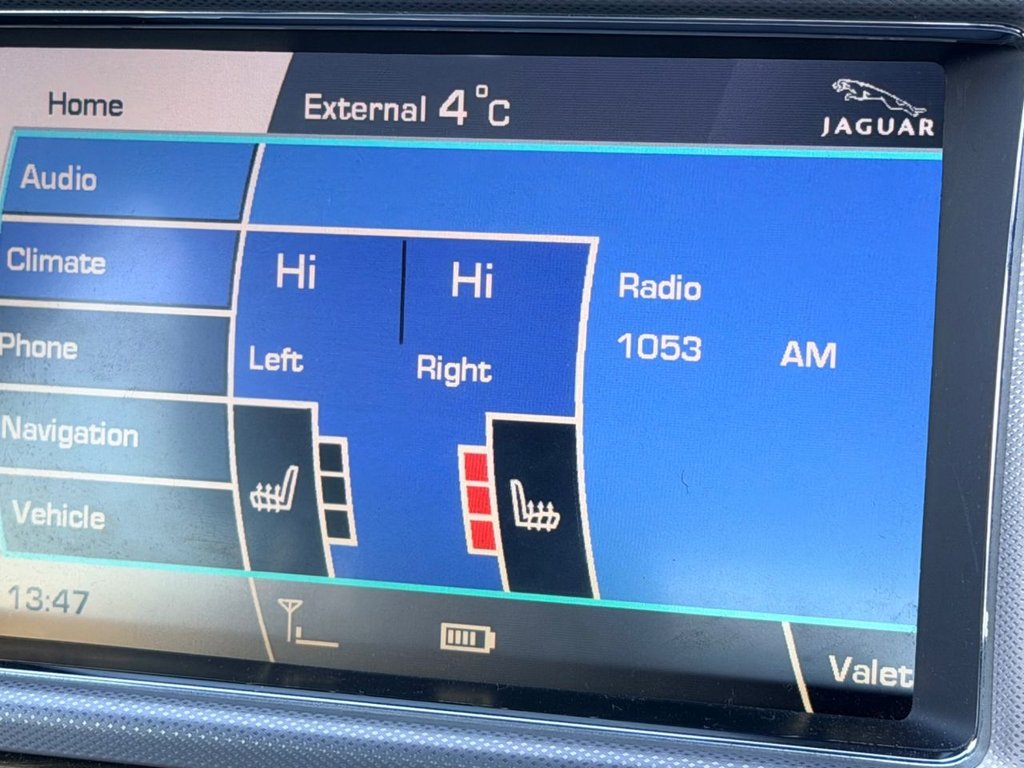 Home
External 4°C
JAGUAR
Audio
Climate
Phone
Navigation
Vehicle
Hi Hi
Left Right
Radio
1053 AM
13:47
Valet